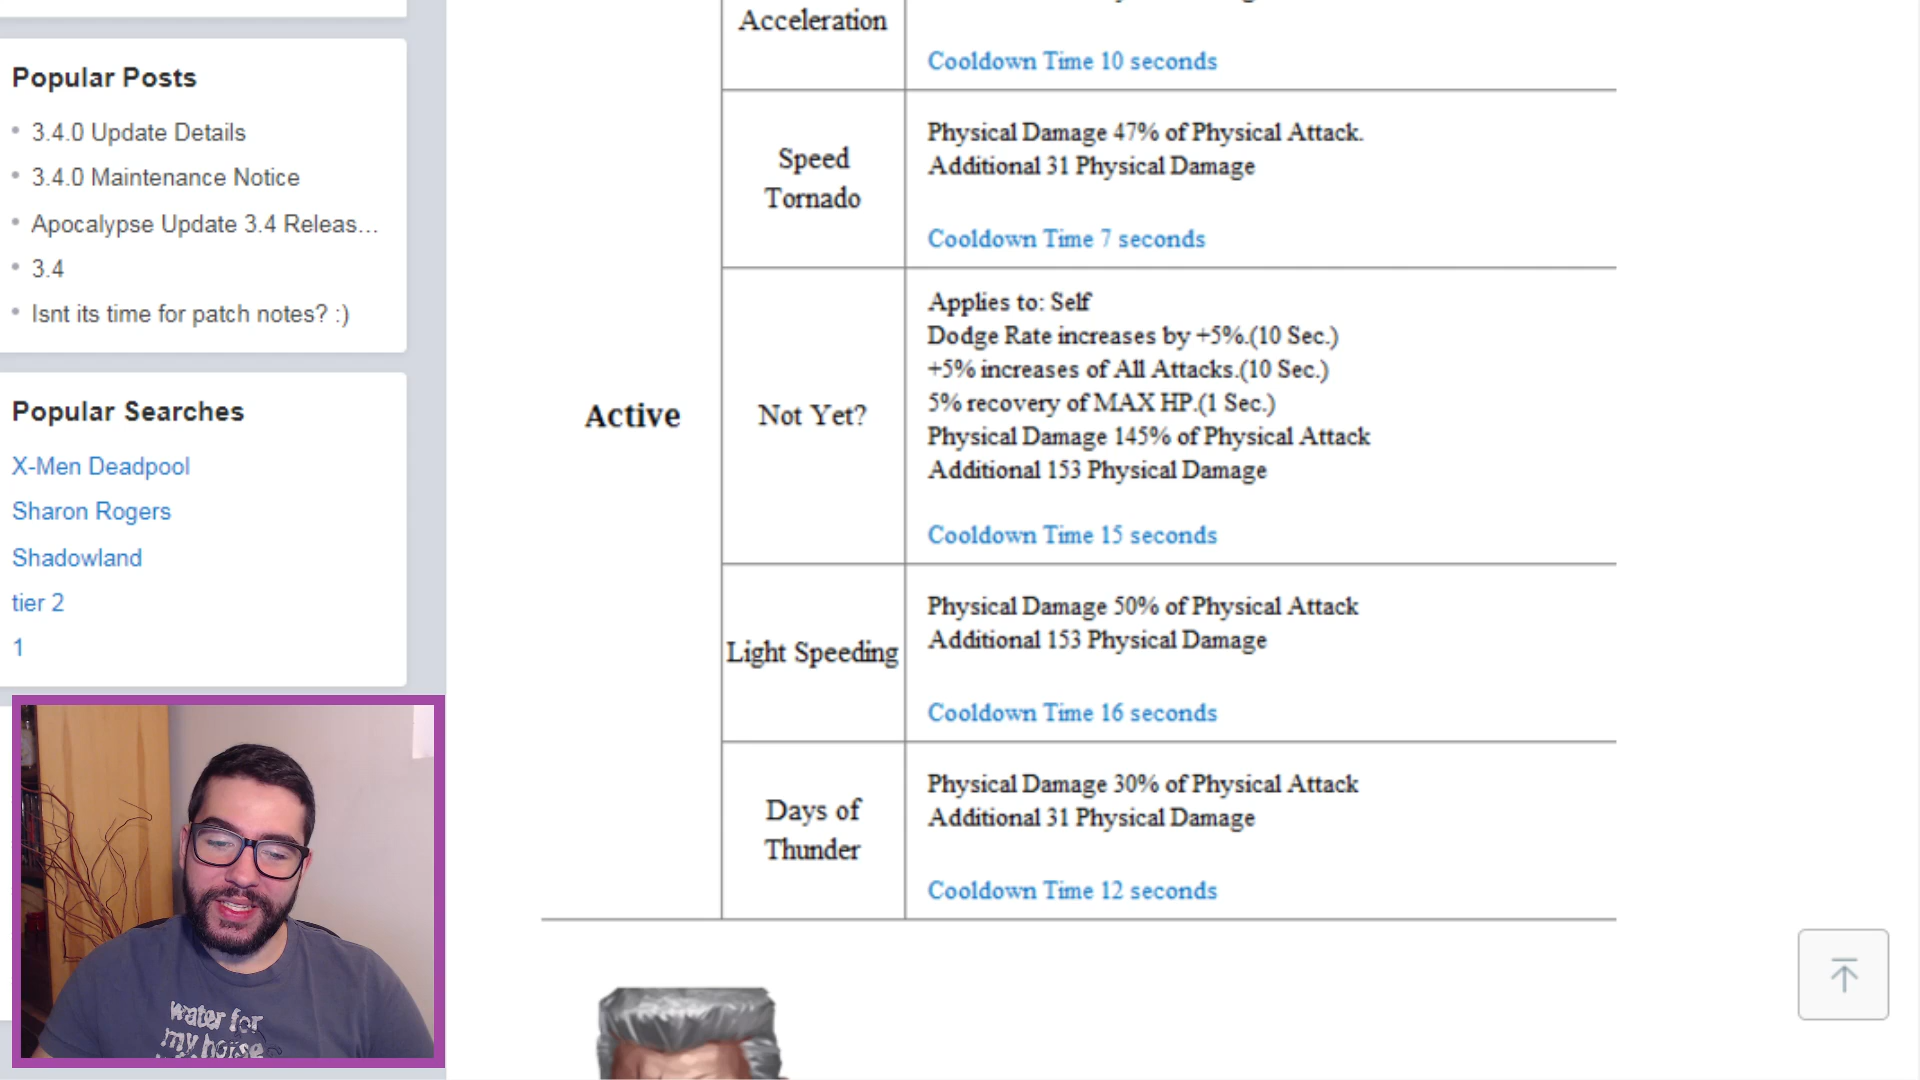 Popular Posts
3.4.0 Update Details
3.4.0 Maintenance Notice
Apocalypse Update 3.4 Releas...
3.4
Isnt its time for patch notes? :)
Popular Searches
X-Men Deadpool
Sharon Rogers
Shadowland
tier 2
1
Active
Acceleration
Cooldown Time 10 seconds
Speed
Tornado
Physical Damage 47% of Physical Attack.
Additional 31 Physical Damage
Cooldown Time 7 seconds
Not Yet?
Applies to: Self
Dodge Rate increases by +5%.(10 Sec.)
+5% increases of All Attacks.(10 Sec.)
5% recovery of MAX HP.(1 Sec.)
Physical Damage 145% of Physical Attack
Additional 153 Physical Damage
Cooldown Time 15 seconds
Light Speeding
Physical Damage 50% of Physical Attack
Additional 153 Physical Damage
Cooldown Time 16 seconds
Days of
Thunder
Physical Damage 30% of Physical Attack
Additional 31 Physical Damage
Cooldown Time 12 seconds
water for
my horse